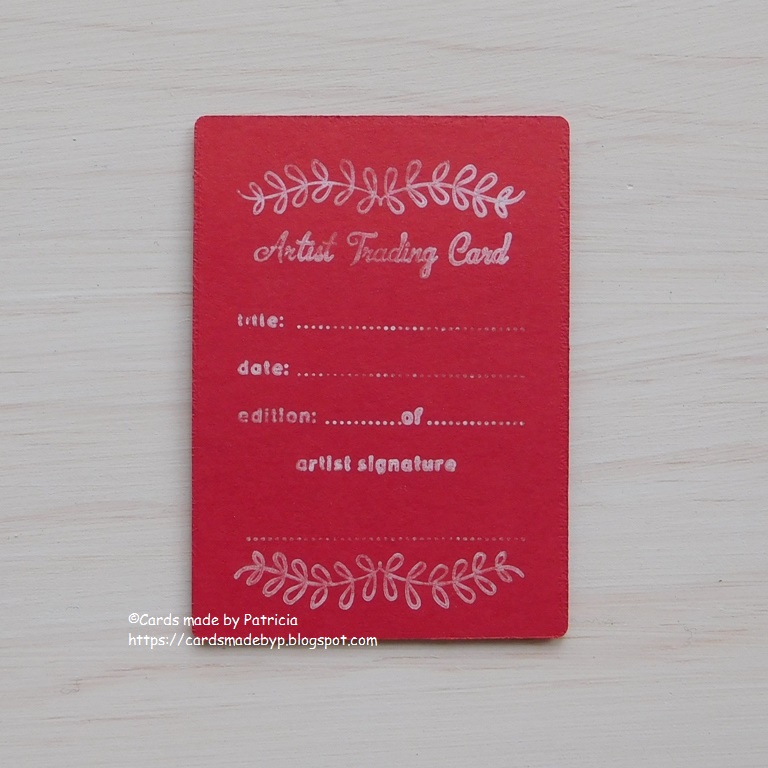 Artist Trading Card
title: ...............................
date: ...............................
edition: ...........of..............
artist signature
.......................................
©Cards made by Patricia
https://cardsmadebyp.blogspot.com